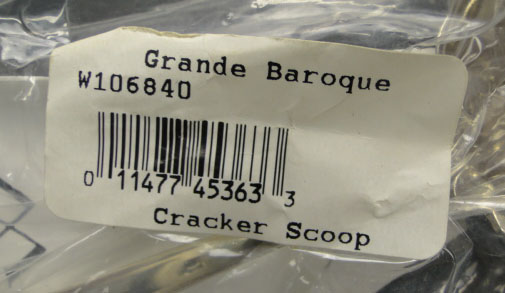 Grande Baroque
W106840
0 11477 45363 3
Cracker Scoop